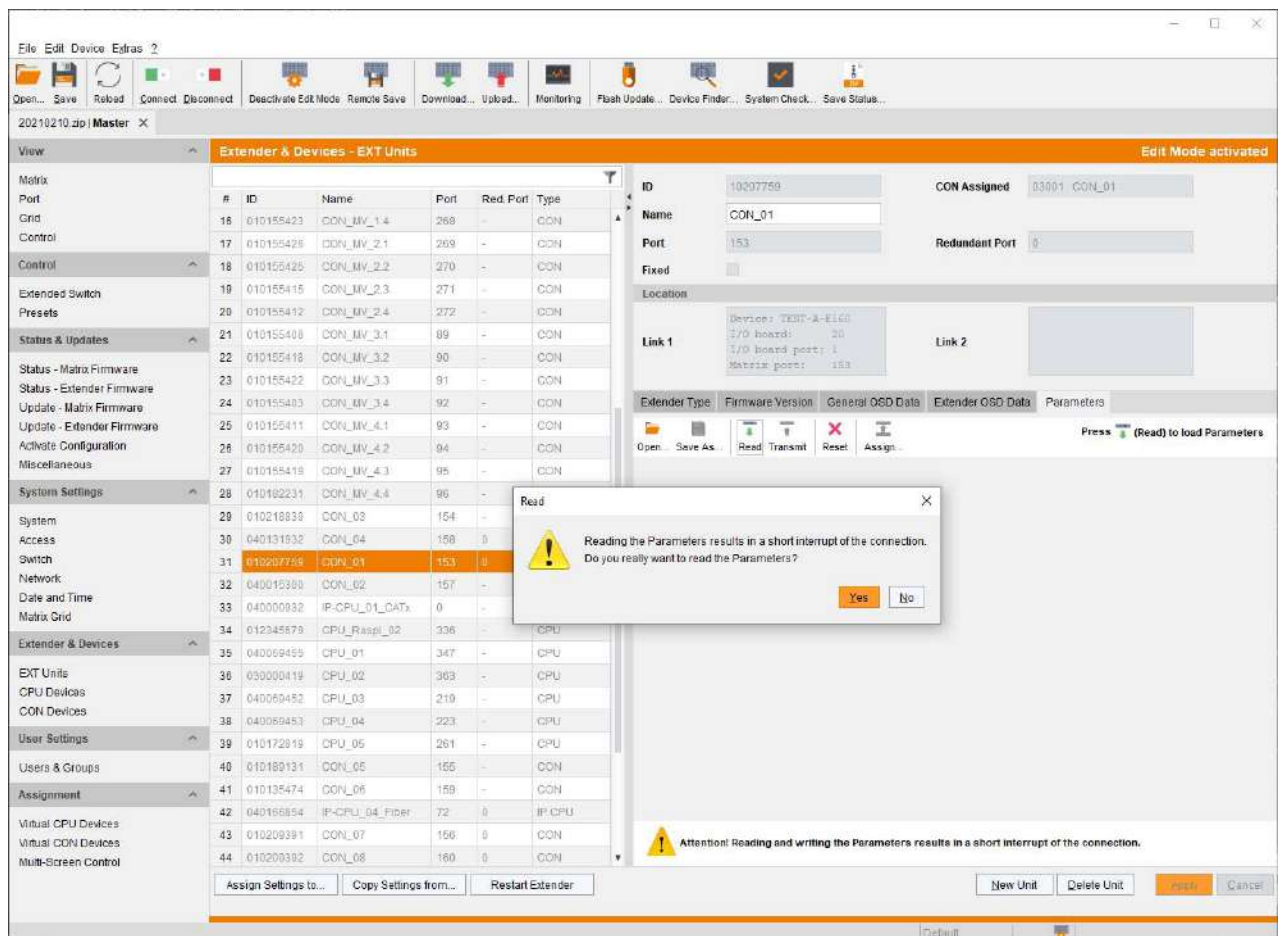 File Edit Device Extras ?
Open... Save Reload Connect Disconnect Deactivate Edit Mode Remote Save Download... Upload... Monitoring Flash Update... Device Finder... System Check... Save Status...
20210210.zip | Master
View
Matrix
Port
Grid
Control
Control
Extended Switch
Presets
Status & Updates
Status - Matrix Firmware
Status - Extender Firmware
Update - Matrix Firmware
Update - Extender Firmware
Activate Configuration
Miscellaneous
System Settings
System
Access
Switch
Network
Date and Time
Matrix Grid
Extender & Devices
EXT Units
CPU Devices
CON Devices
User Settings
Users & Groups
Assignment
Virtual CPU Devices
Virtual CON Devices
Multi-Screen Control
Extender & Devices - EXT Units Edit Mode activated
# ID Name Port Red. Port Type
16 010155423 CON_MV_1.4 268 - CON
17 010155426 CON_MV_2.1 269 - CON
18 010155425 CON_MV_2.2 270 - CON
19 010155415 CON_MV_2.3 271 - CON
20 010155412 CON_MV_2.4 272 - CON
21 CON_MV_3.1 89 - CON
22 010155418 CON_MV_3.2 90 - CON
23 010155422 CON_MV_3.3 91 - CON
24 CON_MV_3.4 92 - CON
25 010155411 CON_MV_4.1 93 - CON
26 010155420 CON_MV_4.2 94 - CON
27 010155419 CON_MV_4.3 95 - CON
28 010182231 CON_MV_4.4 96 -
29 CON_03 154 -
30 040131932 CON_04 158 0
31 010207759 CON_01 153 0
32 CON_02 157 -
33 040000932 IP-CPU_01_CATx 0 -
34 012345679 CPU_Raspi_02 336 - CPU
35 040069455 CPU_01 347 - CPU
36 030000419 CPU_02 363 - CPU
37 040069452 CPU_03 219 - CPU
38 040069453 CPU_04 223 - CPU
39 010172819 CPU_05 261 - CPU
40 010189131 CON_05 155 - CON
41 010135474 CON_06 159 - CON
42 IP-CPU_04_Fiber 72 0 IP CPU
43 010209391 CON_07 156 0 CON
44 010209392 CON_08 160 0 CON
Assign Settings to... Copy Settings from... Restart Extender
ID 10207759 CON Assigned 03001 CON_01
Name CON_01
Port 153 Redundant Port 0
Fixed
Location
Link 1
Device: TEST-A-E160
I/O board: 20
I/O board port: 1
Matrix port: 153
Link 2
Extender Type Firmware Version General OSD Data Extender OSD Data Parameters
Open... Save As... Read Transmit Reset Assign...
Press (Read) to load Parameters
Read
Reading the Parameters results in a short interrupt of the connection.
Do you really want to read the Parameters?
Yes No
Attention! Reading and writing the Parameters results in a short interrupt of the connection.
New Unit Delete Unit Apply Cancel
Default